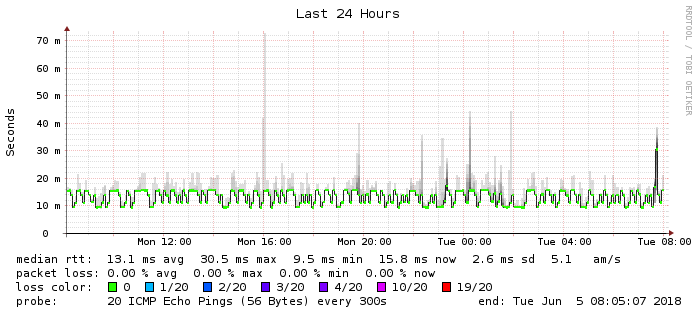 Last 24 Hours
RRDTOOL / TOBI OETIKER
Seconds
70 m
60 m
50 m
40 m
30 m
20 m
10 m
0
Mon 12:00 Mon 16:00 Mon 20:00 Tue 00:00 Tue 04:00 Tue 08:00
median rtt: 13.1 ms avg 30.5 ms max 9.5 ms min 15.8 ms now 2.6 ms sd 5.1 am/s
packet loss: 0.00 % avg 0.00 % max 0.00 % min 0.00 % now
loss color: 0 1/20 2/20 3/20 4/20 10/20 19/20
probe: 20 ICMP Echo Pings (56 Bytes) every 300s end: Tue Jun 5 08:05:07 2018